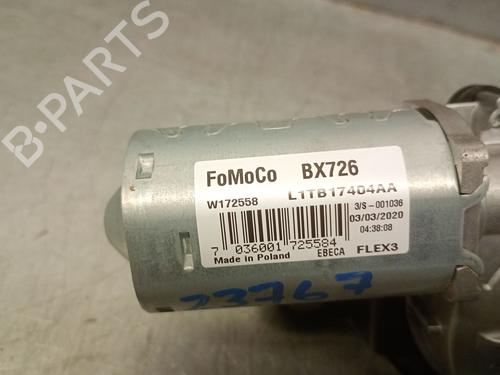 B-PARTS
FoMoCo BX726
W172558 L1TB17404AA
3/S-001036
03/03/2020
04:38:08
7 036001 725584
Made in Poland EBECA FLEX3
23767